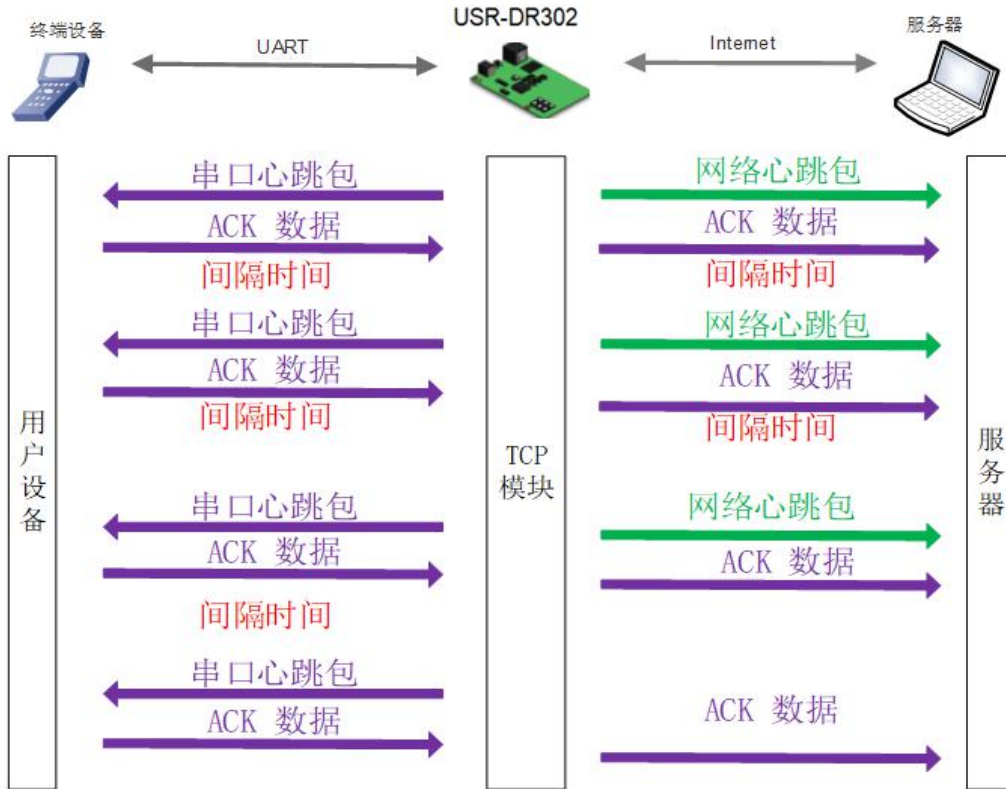 终端设备
UART
USR-DR302
Internet
服务器
串口心跳包
网络心跳包
ACK 数据
ACK 数据
间隔时间
间隔时间
串口心跳包
网络心跳包
ACK 数据
ACK 数据
间隔时间
间隔时间
用户设备
TCP
模块
服务器
串口心跳包
网络心跳包
ACK 数据
ACK 数据
间隔时间
串口心跳包
ACK 数据
ACK 数据